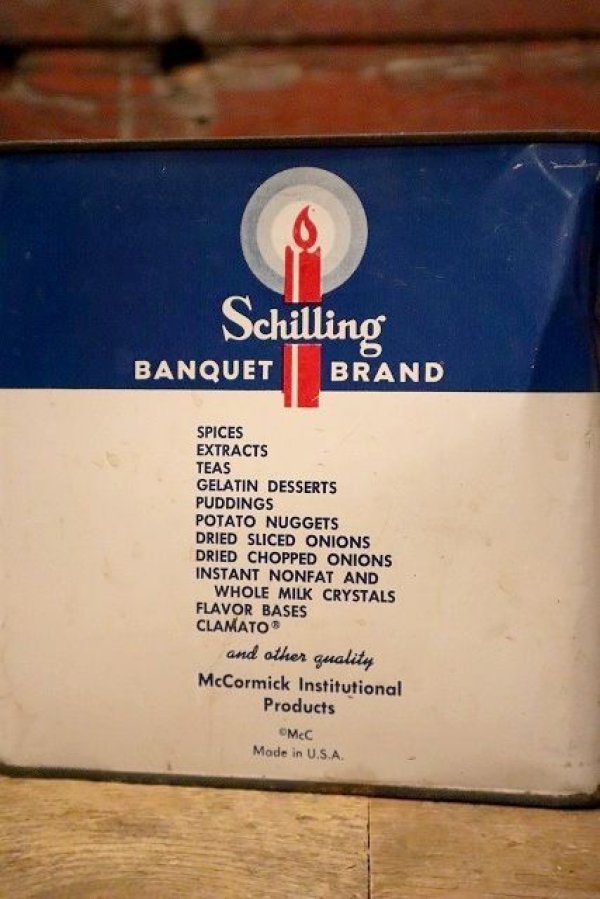 Schilling
BANQUET BRAND
SPICES
EXTRACTS
TEAS
GELATIN DESSERTS
PUDDINGS
POTATO NUGGETS
DRIED SLICED ONIONS
DRIED CHOPPED ONIONS
INSTANT NONFAT AND
WHOLE MILK CRYSTALS
FLAVOR BASES
CLAMATO®
and other quality
McCormick Institutional
Products
©McC
Made in U.S.A.